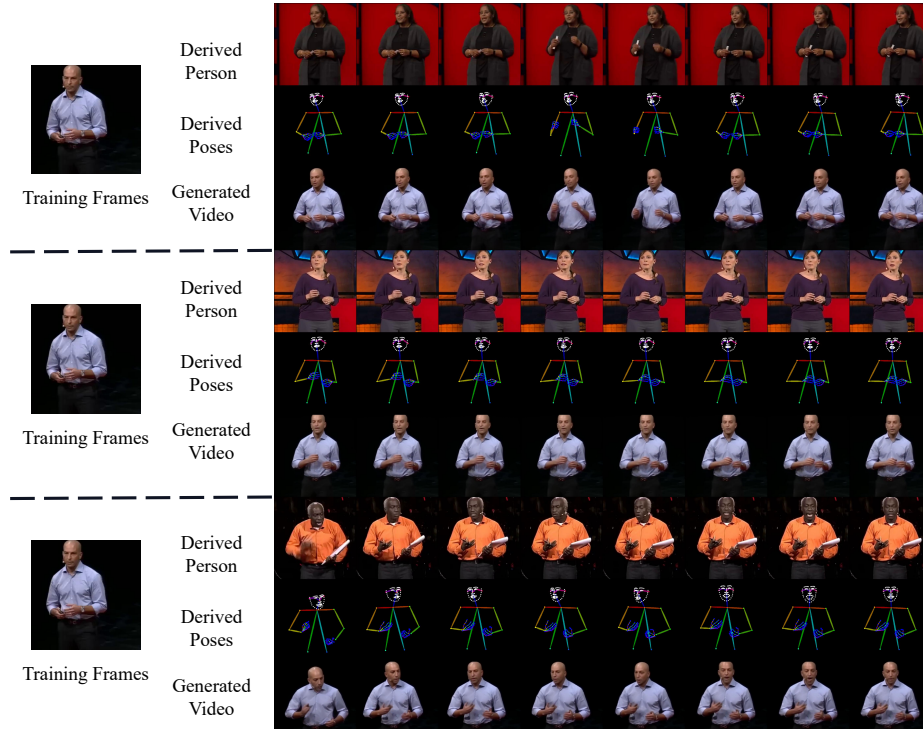 Derived
Person
Derived
Poses
Training Frames
Generated
Video
Derived
Person
Derived
Poses
Training Frames
Generated
Video
Derived
Person
Derived
Poses
Training Frames
Generated
Video